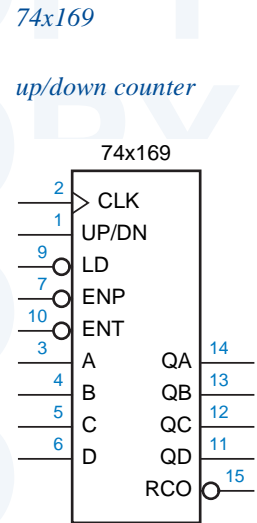 74x169
up/down counter
74x169
2 CLK
1 UP/DN
9 LD
7 ENP
10 ENT
3 A QA 14
4 B QB 13
5 C QC 12
6 D QD 11
RCO 15